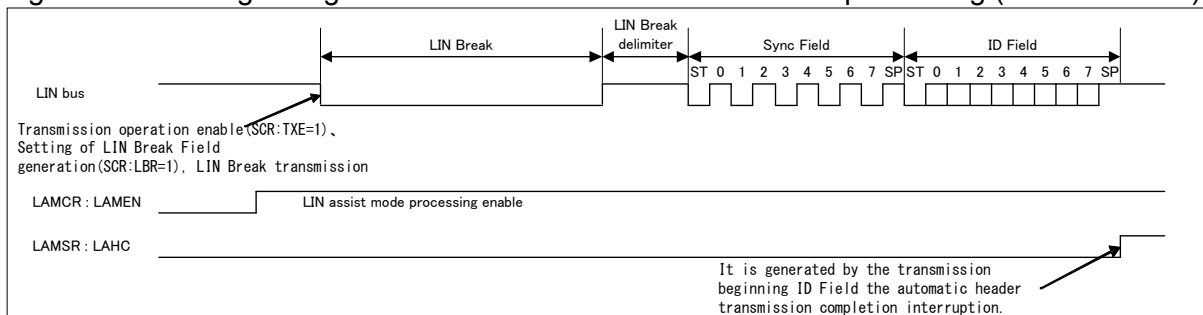 LIN Break
LIN Break
delimiter
Sync Field
ID Field
ST 0 1 2 3 4 5 6 7 SP ST 0 1 2 3 4 5 6 7 SP
LIN bus
Transmission operation enable(SCR:TXE=1)、
Setting of LIN Break Field
generation(SCR:LBR=1), LIN Break transmission
LAMCR : LAMEN
LIN assist mode processing enable
LAMSR : LAHC
It is generated by the transmission
beginning ID Field the automatic header
transmission completion interruption.